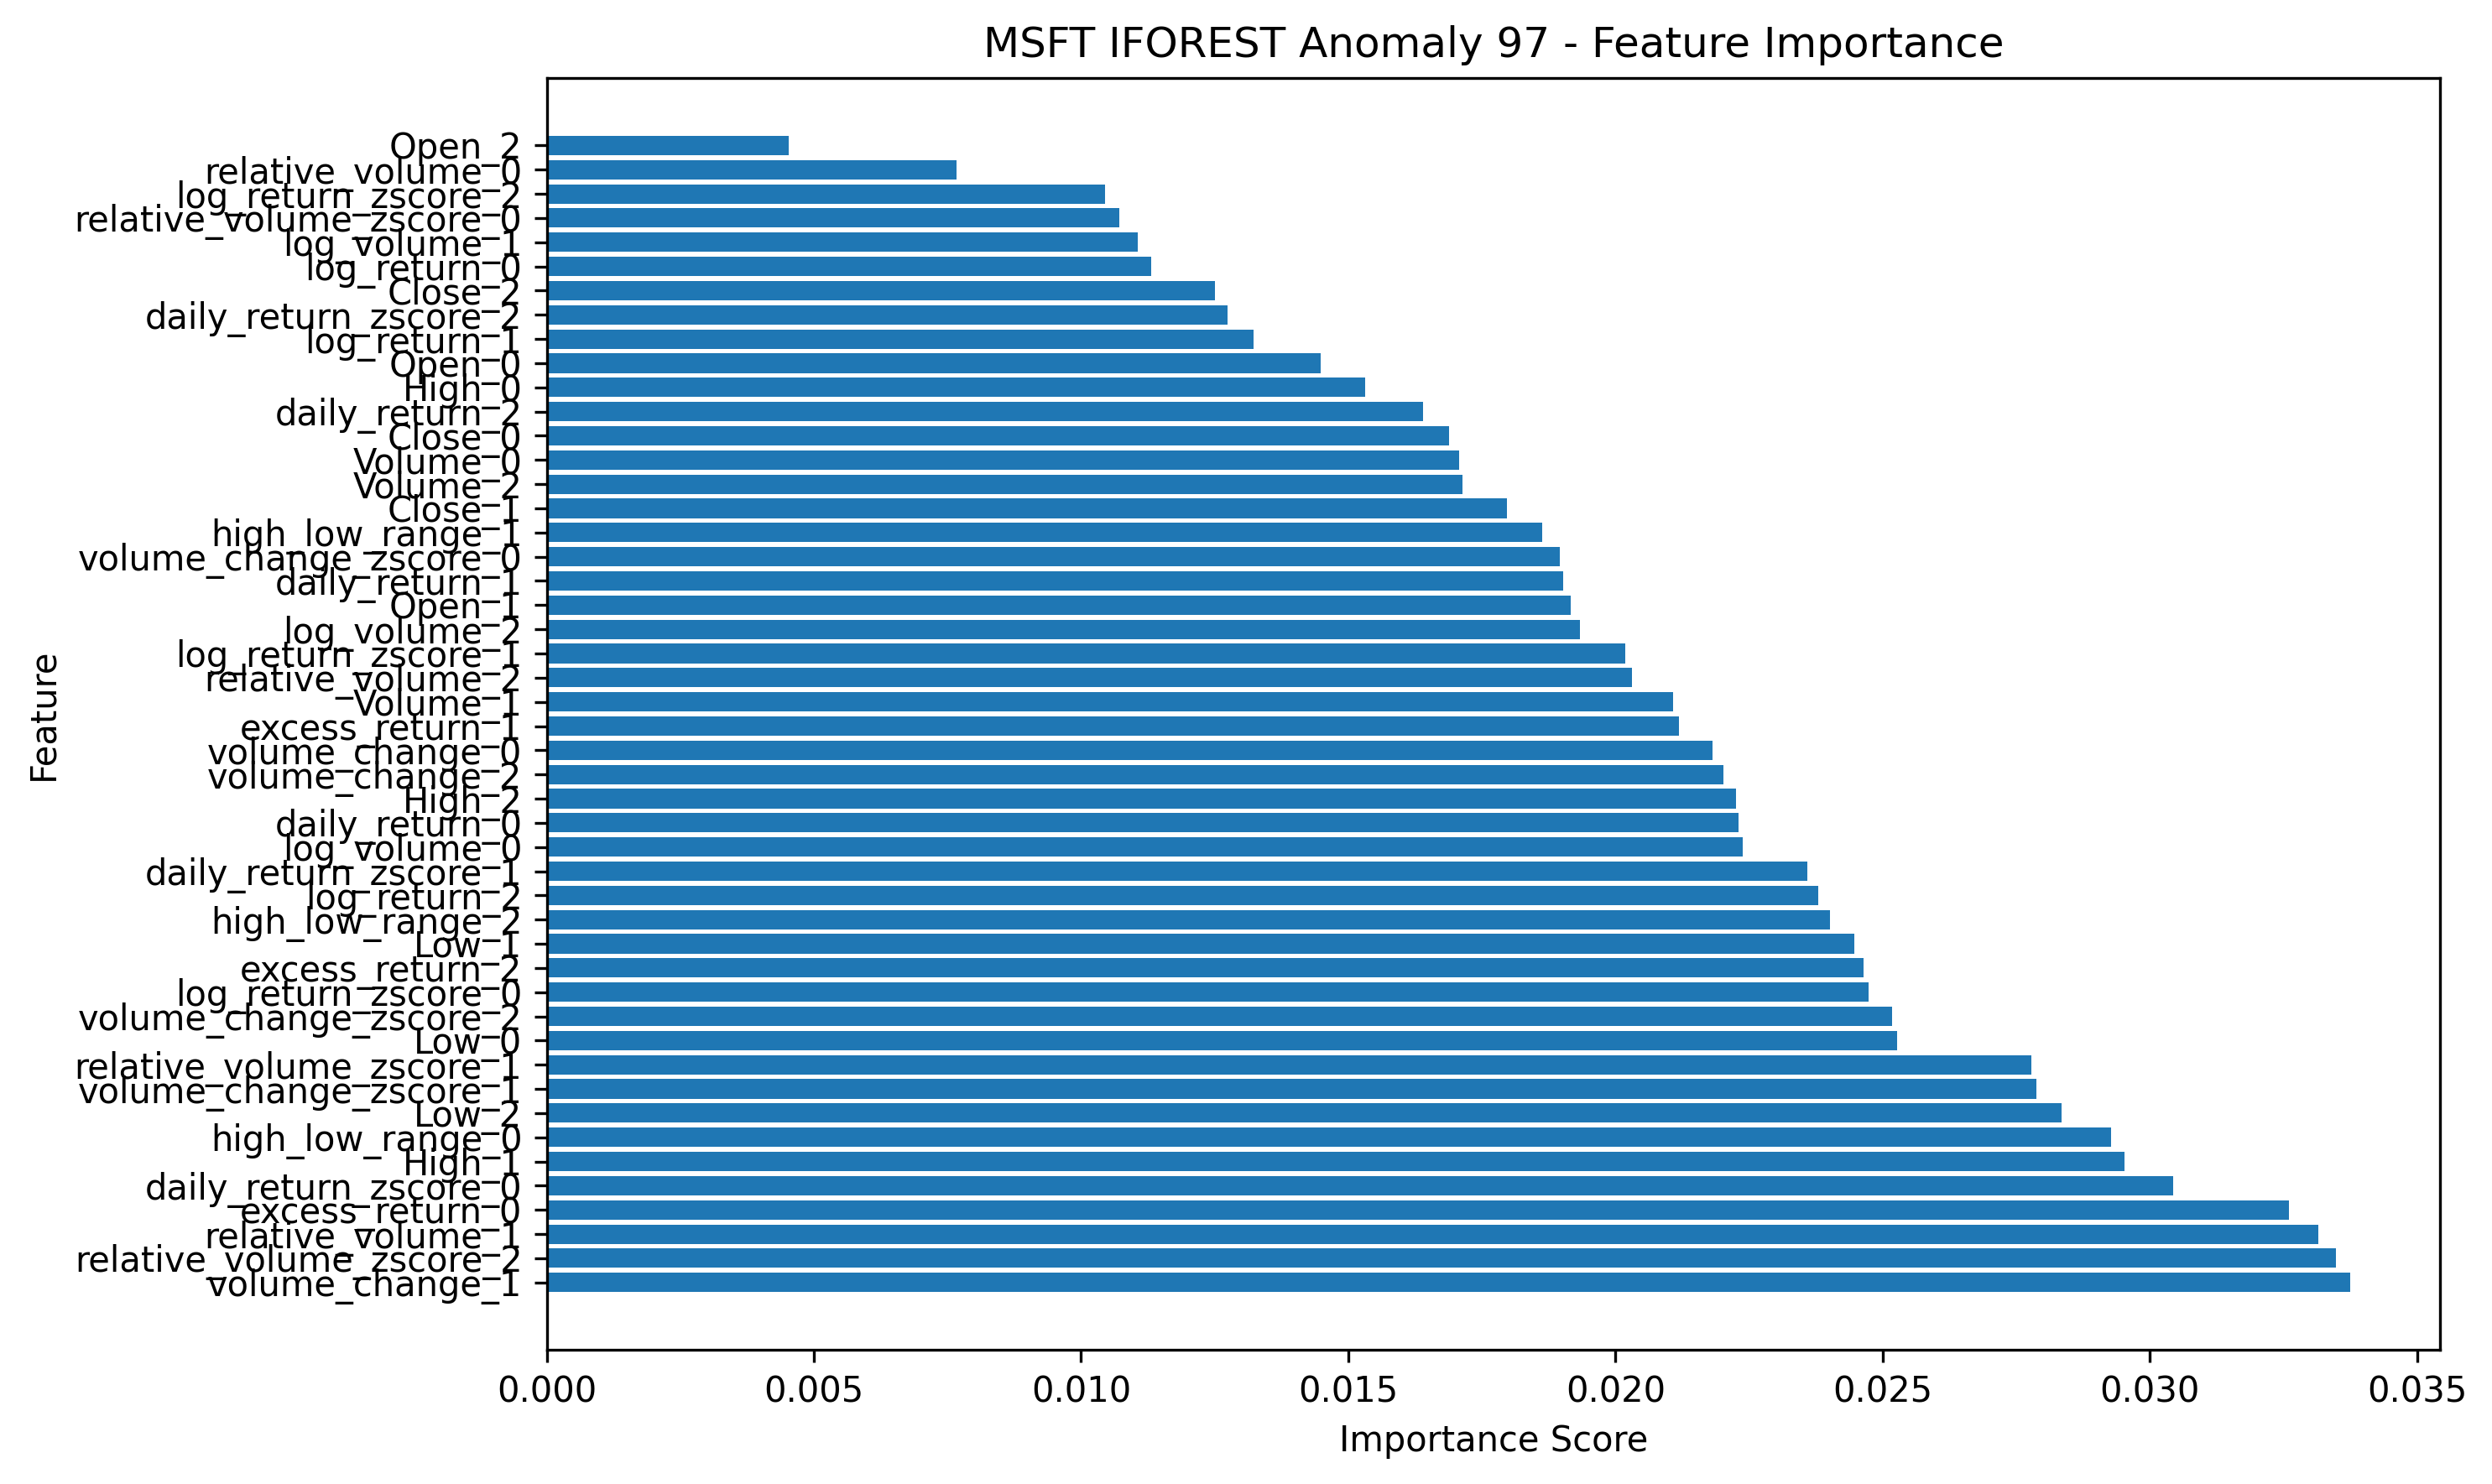 MSFT IFOREST Anomaly 97 - Feature Importance
Open_2
relative_volume_0
log_return_zscore_2
relative_volume_zscore_0
log_volume_1
log_return_0
Close_2
daily_return_zscore_2
log_return_1
Open_0
High_0
daily_return_2
Close_0
Volume_0
Volume_2
Close_1
high_low_range_1
volume_change_zscore_0
daily_return_1
Open_1
log_volume_2
log_return_zscore_1
relative_volume_2
Volume_1
excess_return_1
volume_change_0
volume_change_2
High_2
daily_return_0
log_volume_0
daily_return_zscore_1
log_return_2
high_low_range_2
Low_1
excess_return_2
log_return_zscore_0
volume_change_zscore_2
Low_0
relative_volume_zscore_1
volume_change_zscore_1
Low_2
high_low_range_0
High_1
daily_return_zscore_0
excess_return_0
relative_volume_1
relative_volume_zscore_2
volume_change_1
Feature
0.000 0.005 0.010 0.015 0.020 0.025 0.030 0.035
Importance Score